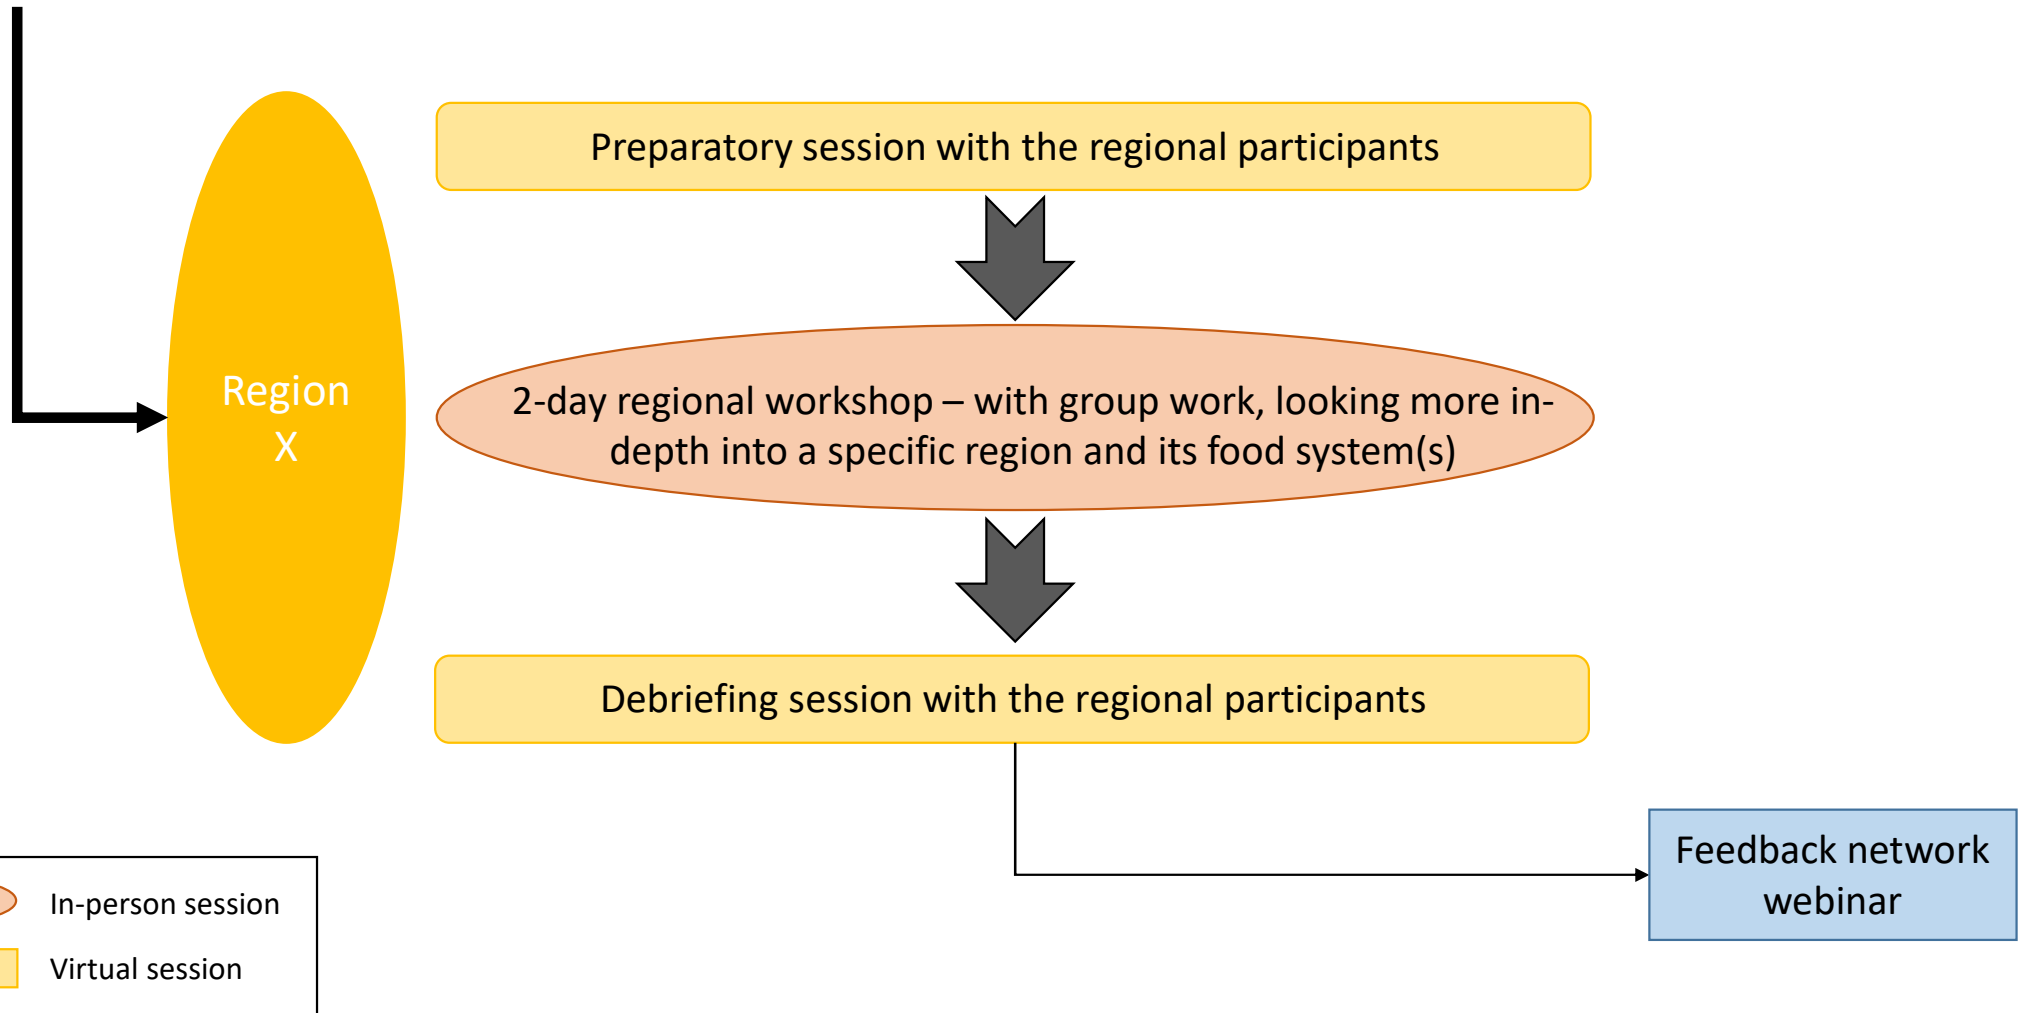 Preparatory session with the regional participants
Region
X
2-day regional workshop – with group work, looking more in-
depth into a specific region and its food system(s)
Debriefing session with the regional participants
Feedback network
webinar
In-person session
Virtual session